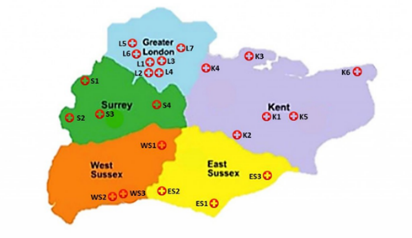 L5
Greater
London
L7
L6
L1
L3
L2
L4
K3
K4
K6
S1
Surrey
S4
S2
S3
Kent
K1
K5
K2
WS1
West
Sussex
East
Sussex
ES3
WS2
WS3
ES2
ES1